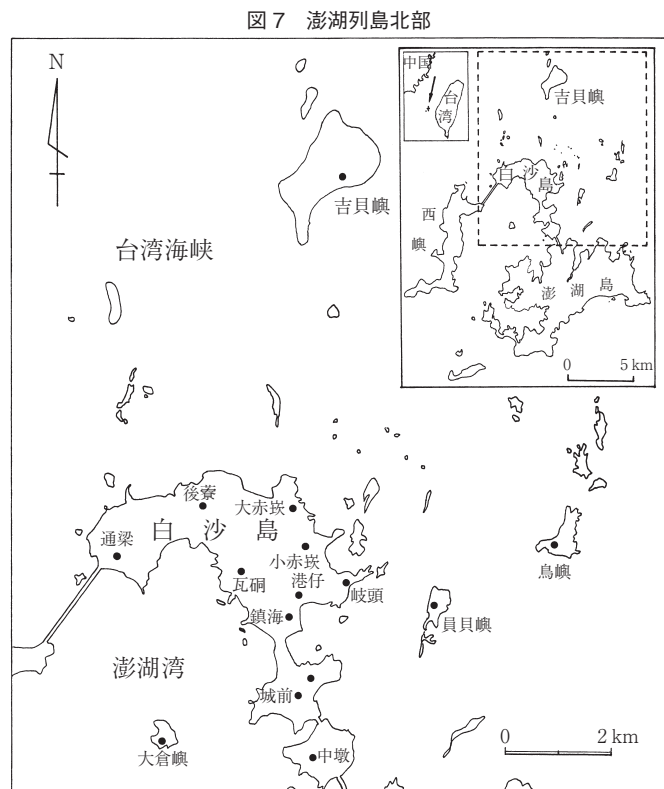 図7 澎湖列島北部
N
中国
台湾
吉貝嶼
白沙島
西嶼
澎湖島
0 5 km
吉貝嶼
台湾海峡
後藔
大赤崁
白沙島
通梁
小赤崁
瓦硐
港仔
岐頭
鎮海
鳥嶼
員貝嶼
澎湖湾
城前
大倉嶼
中墩
0 2 km